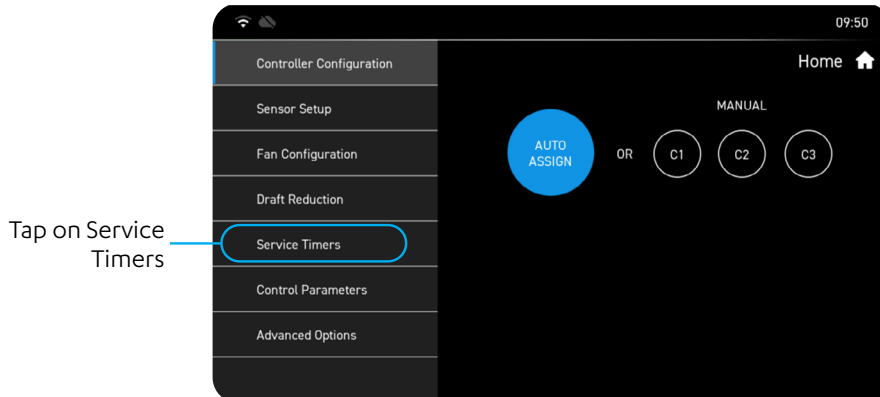 09:50
Controller Configuration
Home
Sensor Setup
MANUAL
Fan Configuration
AUTO
ASSIGN
OR
C1
C2
C3
Draft Reduction
Tap on Service
Timers
Service Timers
Control Parameters
Advanced Options